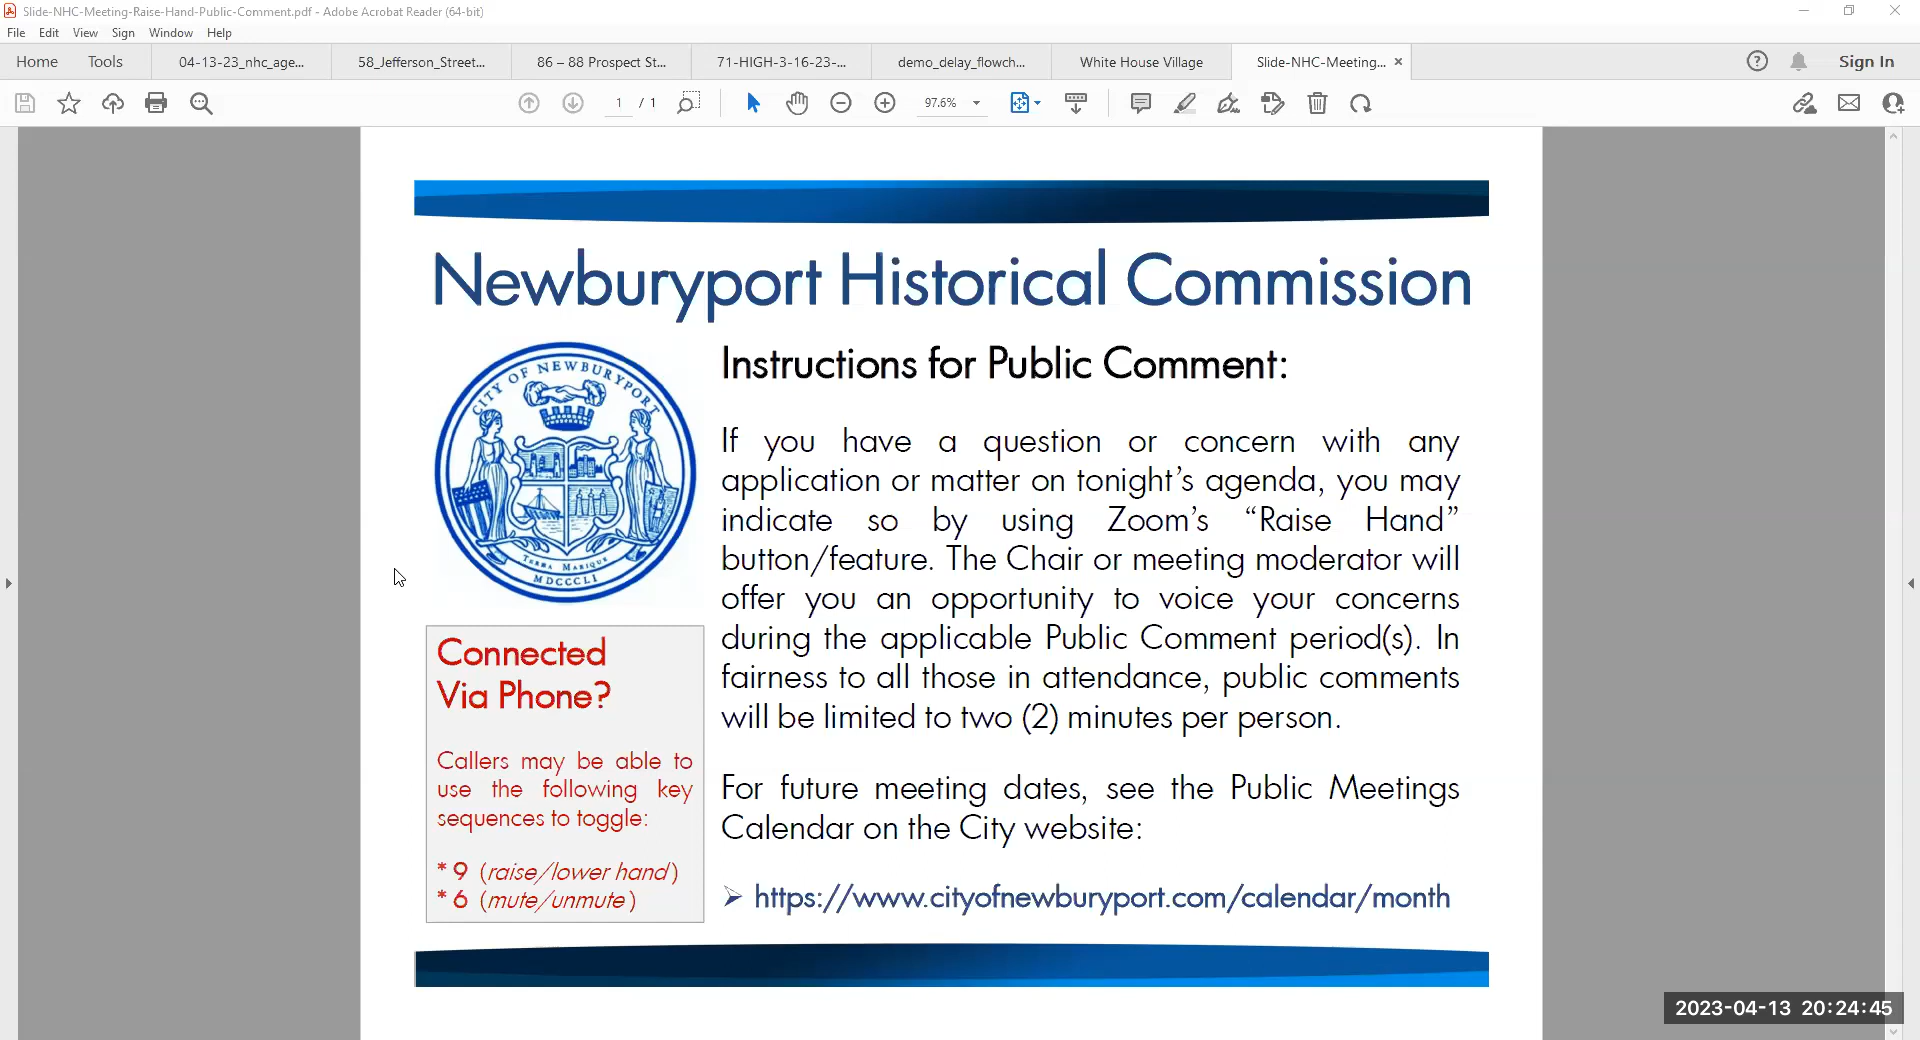 Slide-NHC-Meeting-Raise-Hand-Public-Comment.pdf - Adobe Acrobat Reader (64-bit)
File Edit View Sign Window Help
Home Tools 04-13-23_nhc_age... 58_Jefferson_Street... 86 – 88 Prospect St... 71-HIGH-3-16-23-... demo_delay_flowch... White House Village Slide-NHC-Meeting... × Sign In
1 / 1 97.6%
Newburyport Historical Commission
CITY OF NEWBURYPORT
TERRA MARIQUE
MDCCCLI
Instructions for Public Comment:
If you have a question or concern with any
application or matter on tonight’s agenda, you may
indicate so by using Zoom’s “Raise Hand”
button/feature. The Chair or meeting moderator will
offer you an opportunity to voice your concerns
during the applicable Public Comment period(s). In
fairness to all those in attendance, public comments
will be limited to two (2) minutes per person.
For future meeting dates, see the Public Meetings
Calendar on the City website:
➢ https://www.cityofnewburyport.com/calendar/month
Connected
Via Phone?
Callers may be able to
use the following key
sequences to toggle:
* 9 (raise/lower hand)
* 6 (mute/unmute)
2023-04-13 20:24:45